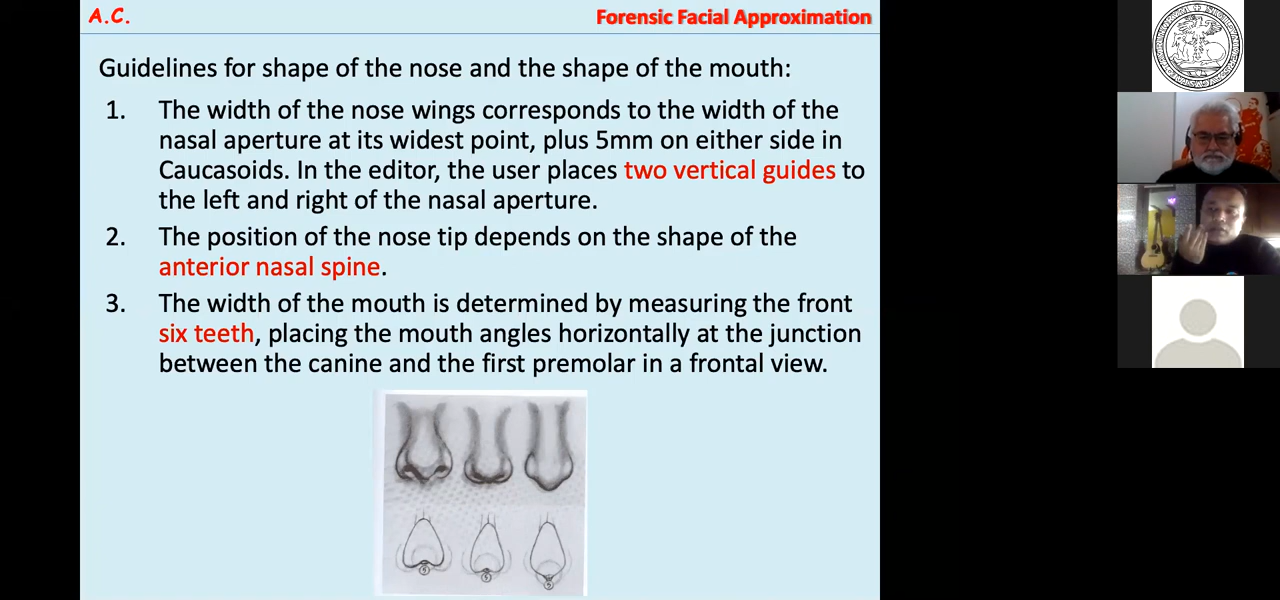 A.C.
Forensic Facial Approximation
Guidelines for shape of the nose and the shape of the mouth:
1. The width of the nose wings corresponds to the width of the
nasal aperture at its widest point, plus 5mm on either side in
Caucasoids. In the editor, the user places two vertical guides to
the left and right of the nasal aperture.
2. The position of the nose tip depends on the shape of the
anterior nasal spine.
3. The width of the mouth is determined by measuring the front
six teeth, placing the mouth angles horizontally at the junction
between the canine and the first premolar in a frontal view.